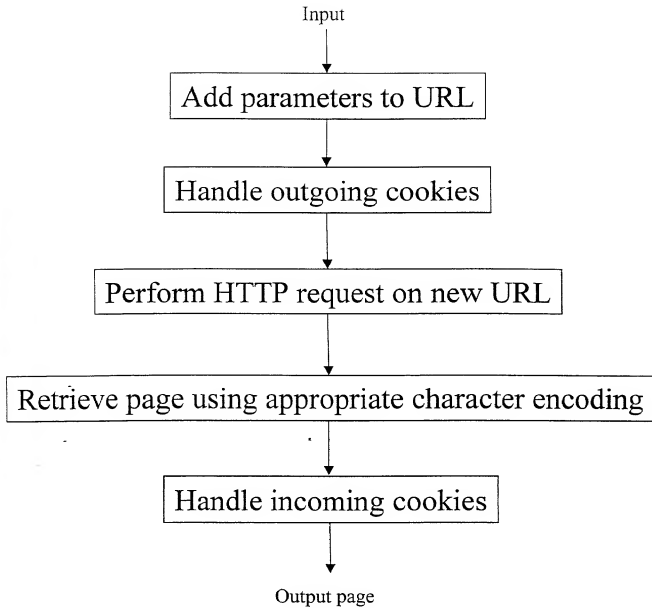 Input
Add parameters to URL
Handle outgoing cookies
Perform HTTP request on new URL
Retrieve page using appropriate character encoding
Handle incoming cookies
Output page